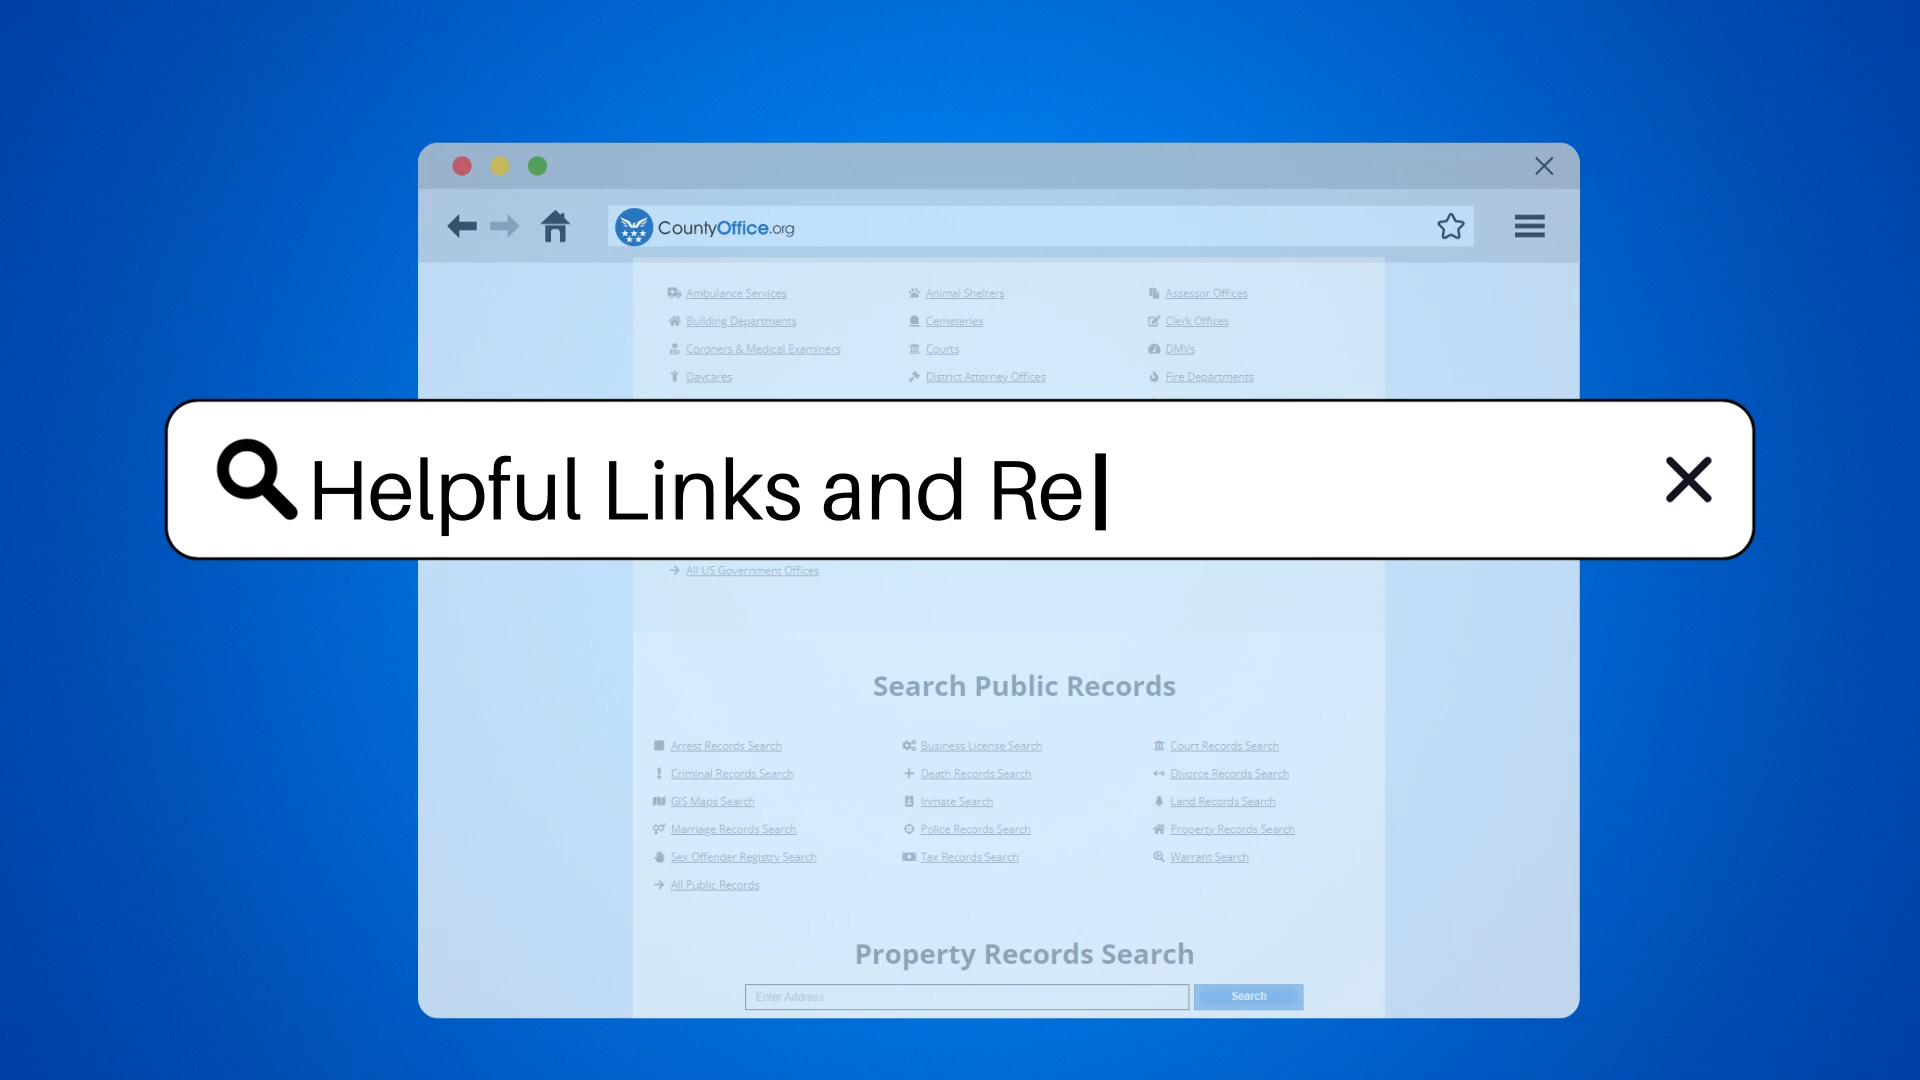 CountyOffice.org
Ambulance Services Animal Shelters Assessor Offices
Building Departments Cemeteries Clerk Offices
Coroners & Medical Examiners Courts DMVs
Daycares District Attorney Offices Fire Departments
Helpful Links and Re
All US Government Offices
Search Public Records
Arrest Records Search Business License Search Court Records Search
Criminal Records Search Death Records Search Divorce Records Search
GIS Maps Search Inmate Search Land Records Search
Marriage Records Search Police Records Search Property Records Search
Sex Offender Registry Search Tax Records Search Warrant Search
All Public Records
Property Records Search
Enter Address Search